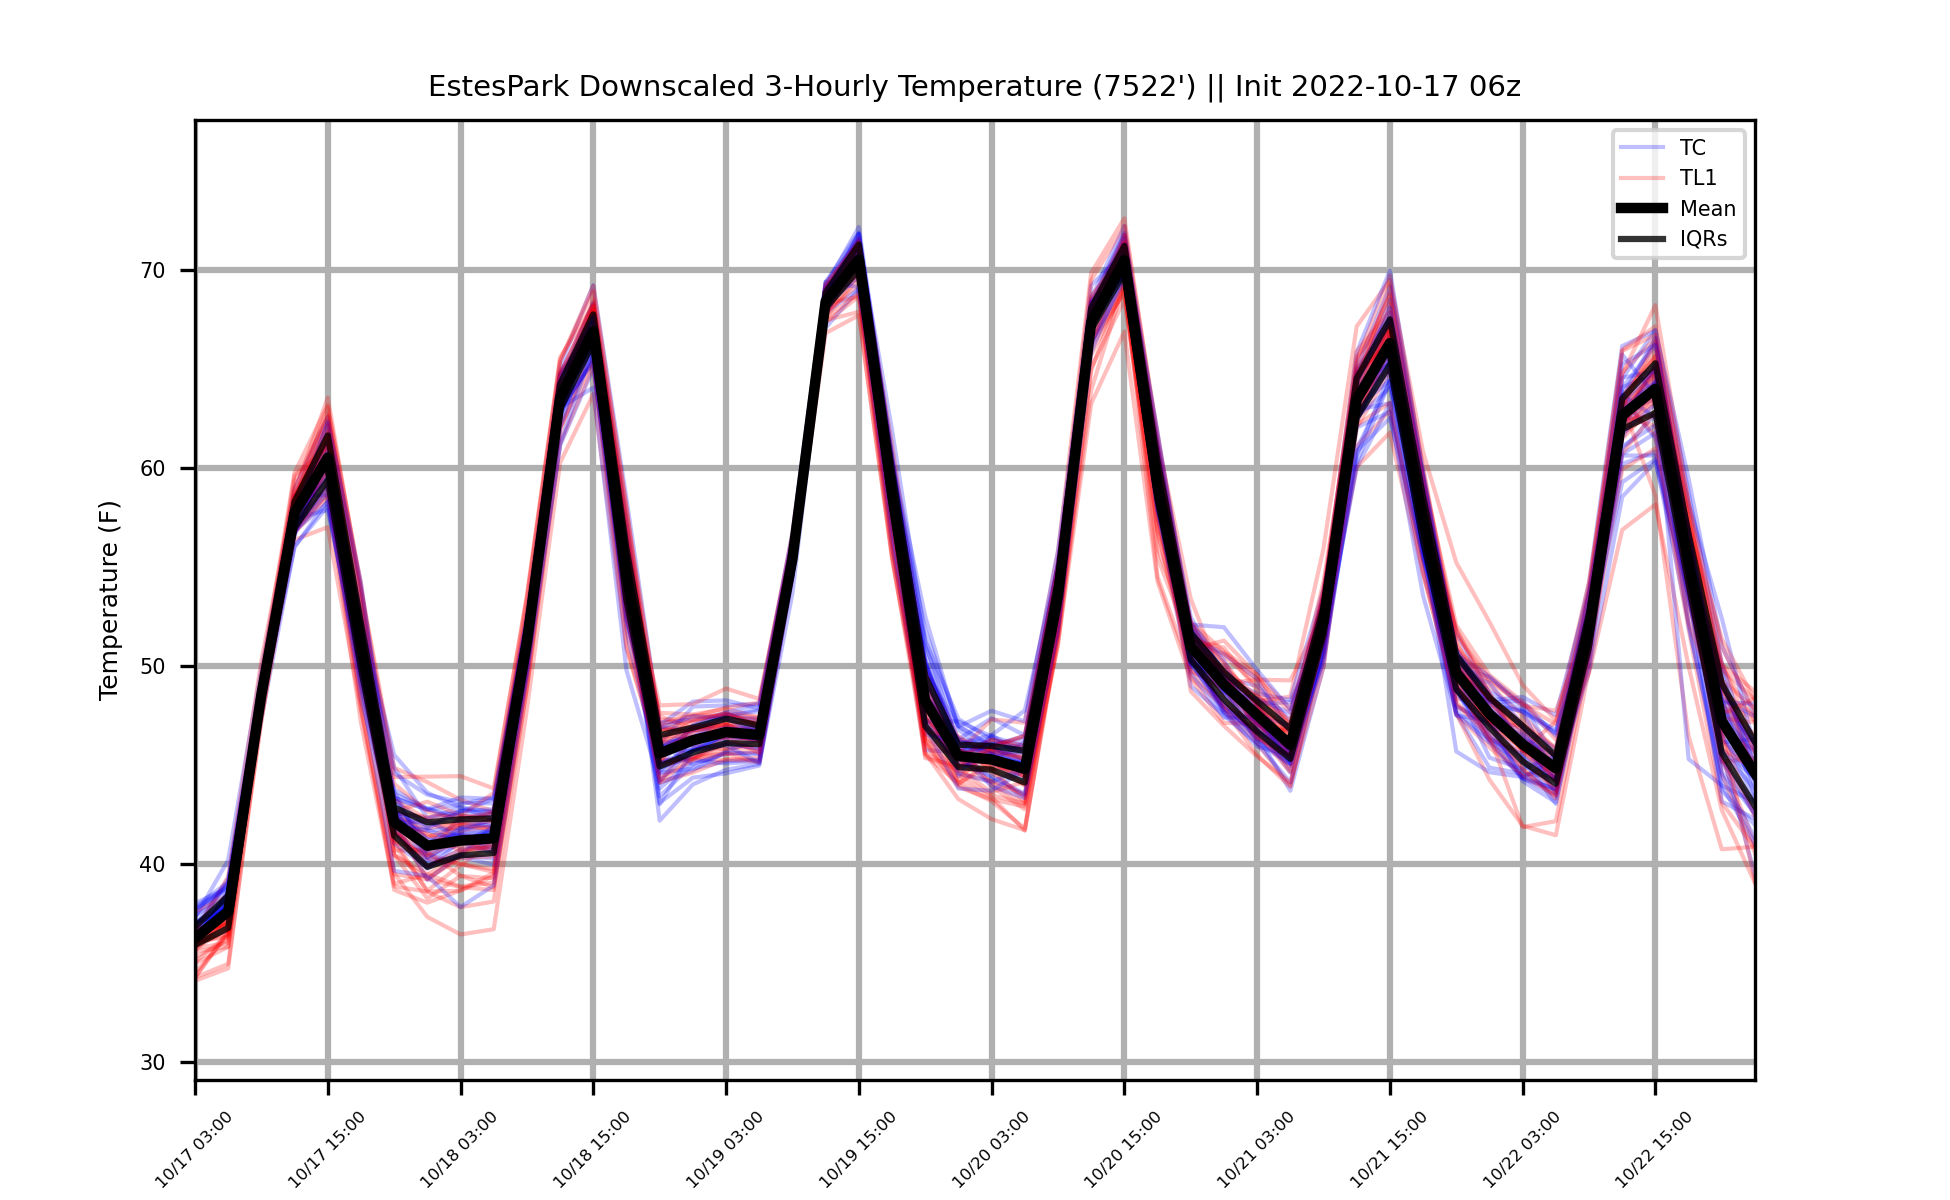 EstesPark Downscaled 3-Hourly Temperature (7522') || Init 2022-10-17 06z
TC
TL1
Mean
IQRs
Temperature (F)
70
60
50
40
30
10/17 03:00
10/17 15:00
10/18 03:00
10/18 15:00
10/19 03:00
10/19 15:00
10/20 03:00
10/20 15:00
10/21 03:00
10/21 15:00
10/22 03:00
10/22 15:00